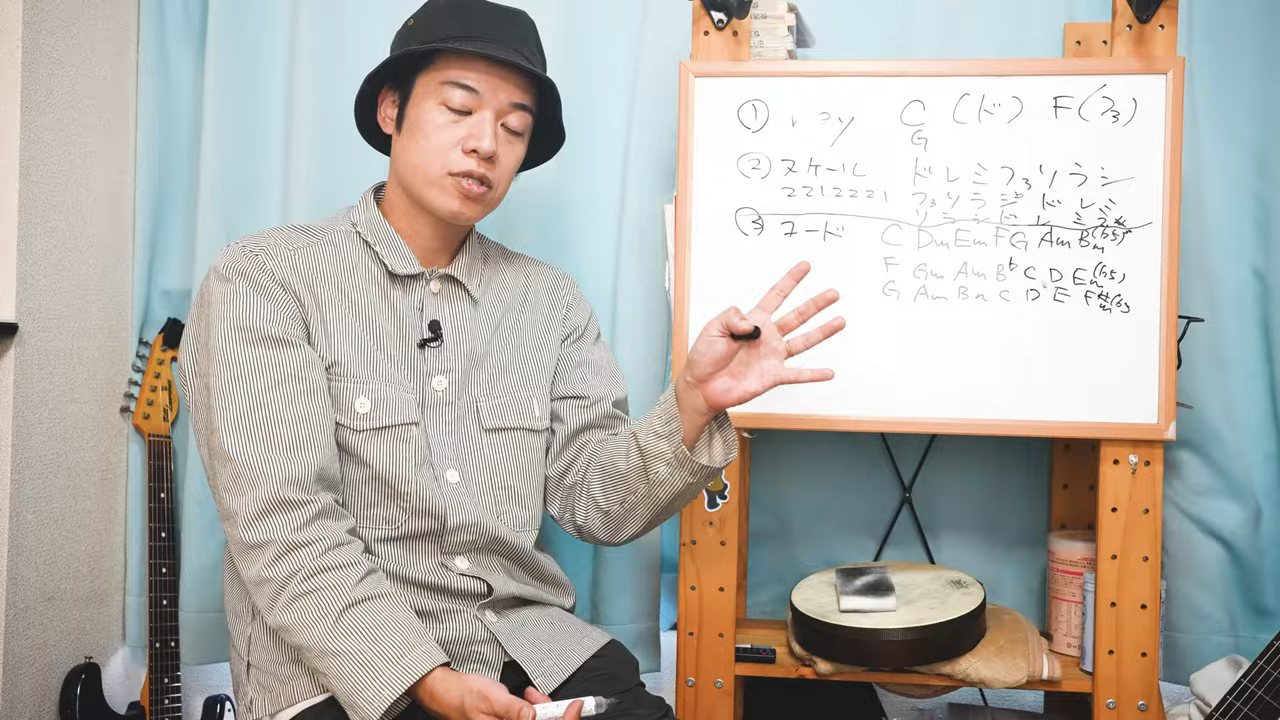 ① key C (ド) F(ファ)
G
② スケール ドレミファソラシ
2212221 ファソラシ♭ドレミ
ソラシドレミファ#
③ コード C Dm Em F G Am Bm(♭5)
F Gm Am B♭ C D Em(♭5)
G Am Bm C D E F#m(♭5